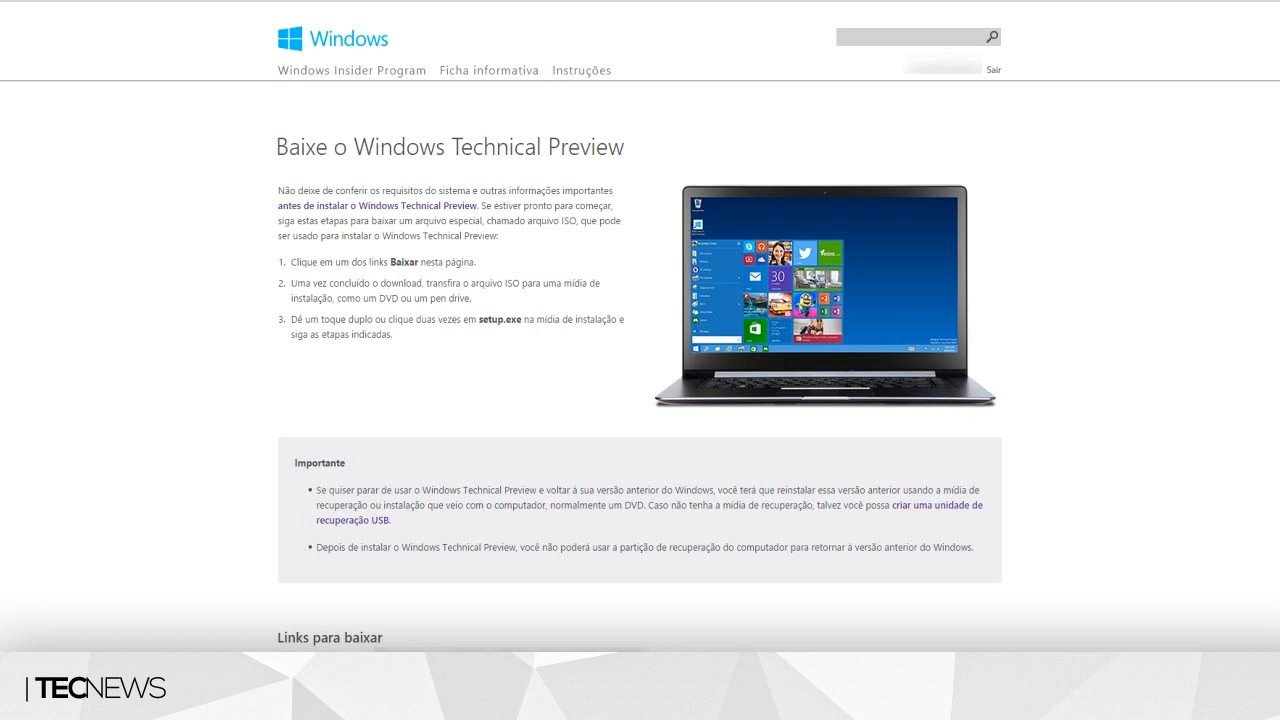 Windows
Windows Insider Program Ficha informativa Instruções
Sair
Baixe o Windows Technical Preview
Não deixe de conferir os requisitos do sistema e outras informações importantes
antes de instalar o Windows Technical Preview. Se estiver pronto para começar,
siga estas etapas para baixar um arquivo especial, chamado arquivo ISO, que pode
ser usado para instalar o Windows Technical Preview:
1. Clique em um dos links Baixar nesta página.
2. Uma vez concluído o download, transfira o arquivo ISO para uma mídia de
instalação, como um DVD ou um pen drive.
3. Dê um toque duplo ou clique duas vezes em setup.exe na mídia de instalação e
siga as etapas indicadas.
30
Importante
▪ Se quiser parar de usar o Windows Technical Preview e voltar à sua versão anterior do Windows, você terá que reinstalar essa versão anterior usando a mídia de
recuperação ou instalação que veio com o computador, normalmente um DVD. Caso não tenha a mídia de recuperação, talvez você possa criar uma unidade de
recuperação USB.
▪ Depois de instalar o Windows Technical Preview, você não poderá usar a partição de recuperação do computador para retornar à versão anterior do Windows.
Links para baixar
| TECNEWS